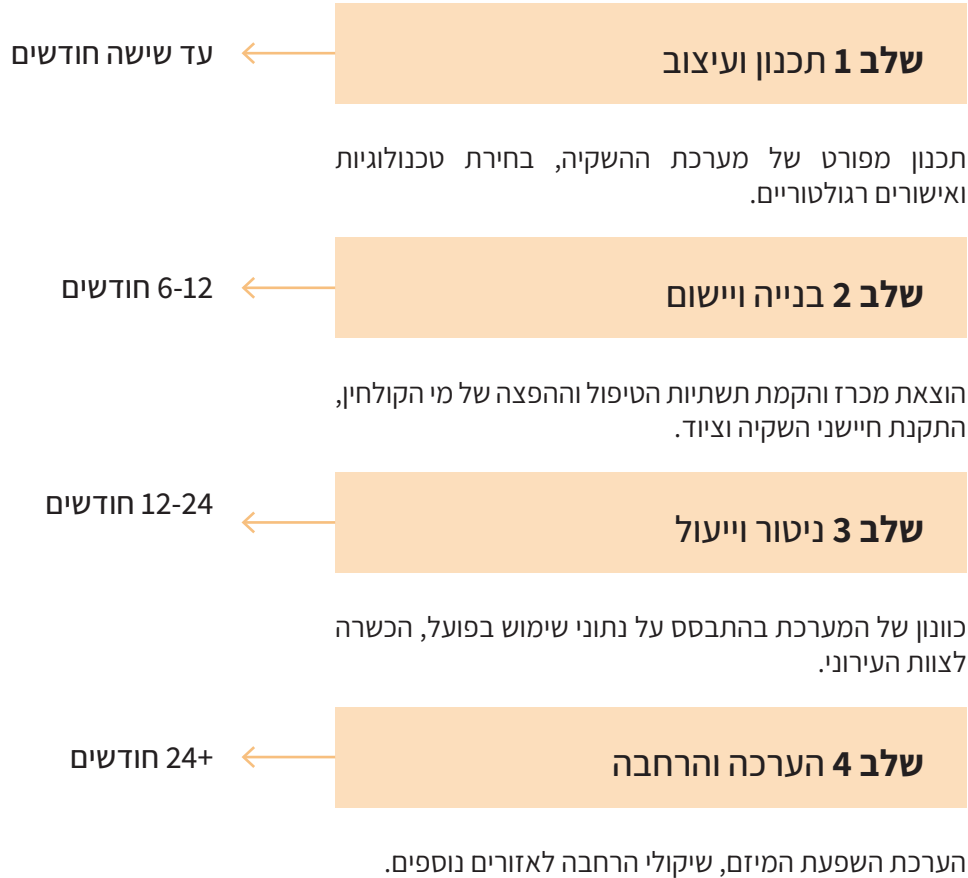 שלב 1 תכנון ועיצוב
עד שישה חודשים
תכנון מפורט של מערכת ההשקיה, בחירת טכנולוגיות
ואישורים רגולטוריים.
שלב 2 בנייה ויישום
6-12 חודשים
הוצאת מכרז והקמת תשתיות הטיפול וההפצה של מי הקולחין,
התקנת חיישני השקיה וציוד.
שלב 3 ניטור וייעול
12-24 חודשים
כוונון של המערכת בהתבסס על נתוני שימוש בפועל, הכשרה
לצוות העירוני.
שלב 4 הערכה והרחבה
24+ חודשים
הערכת השפעת המיזם, שיקולי הרחבה לאזורים נוספים.